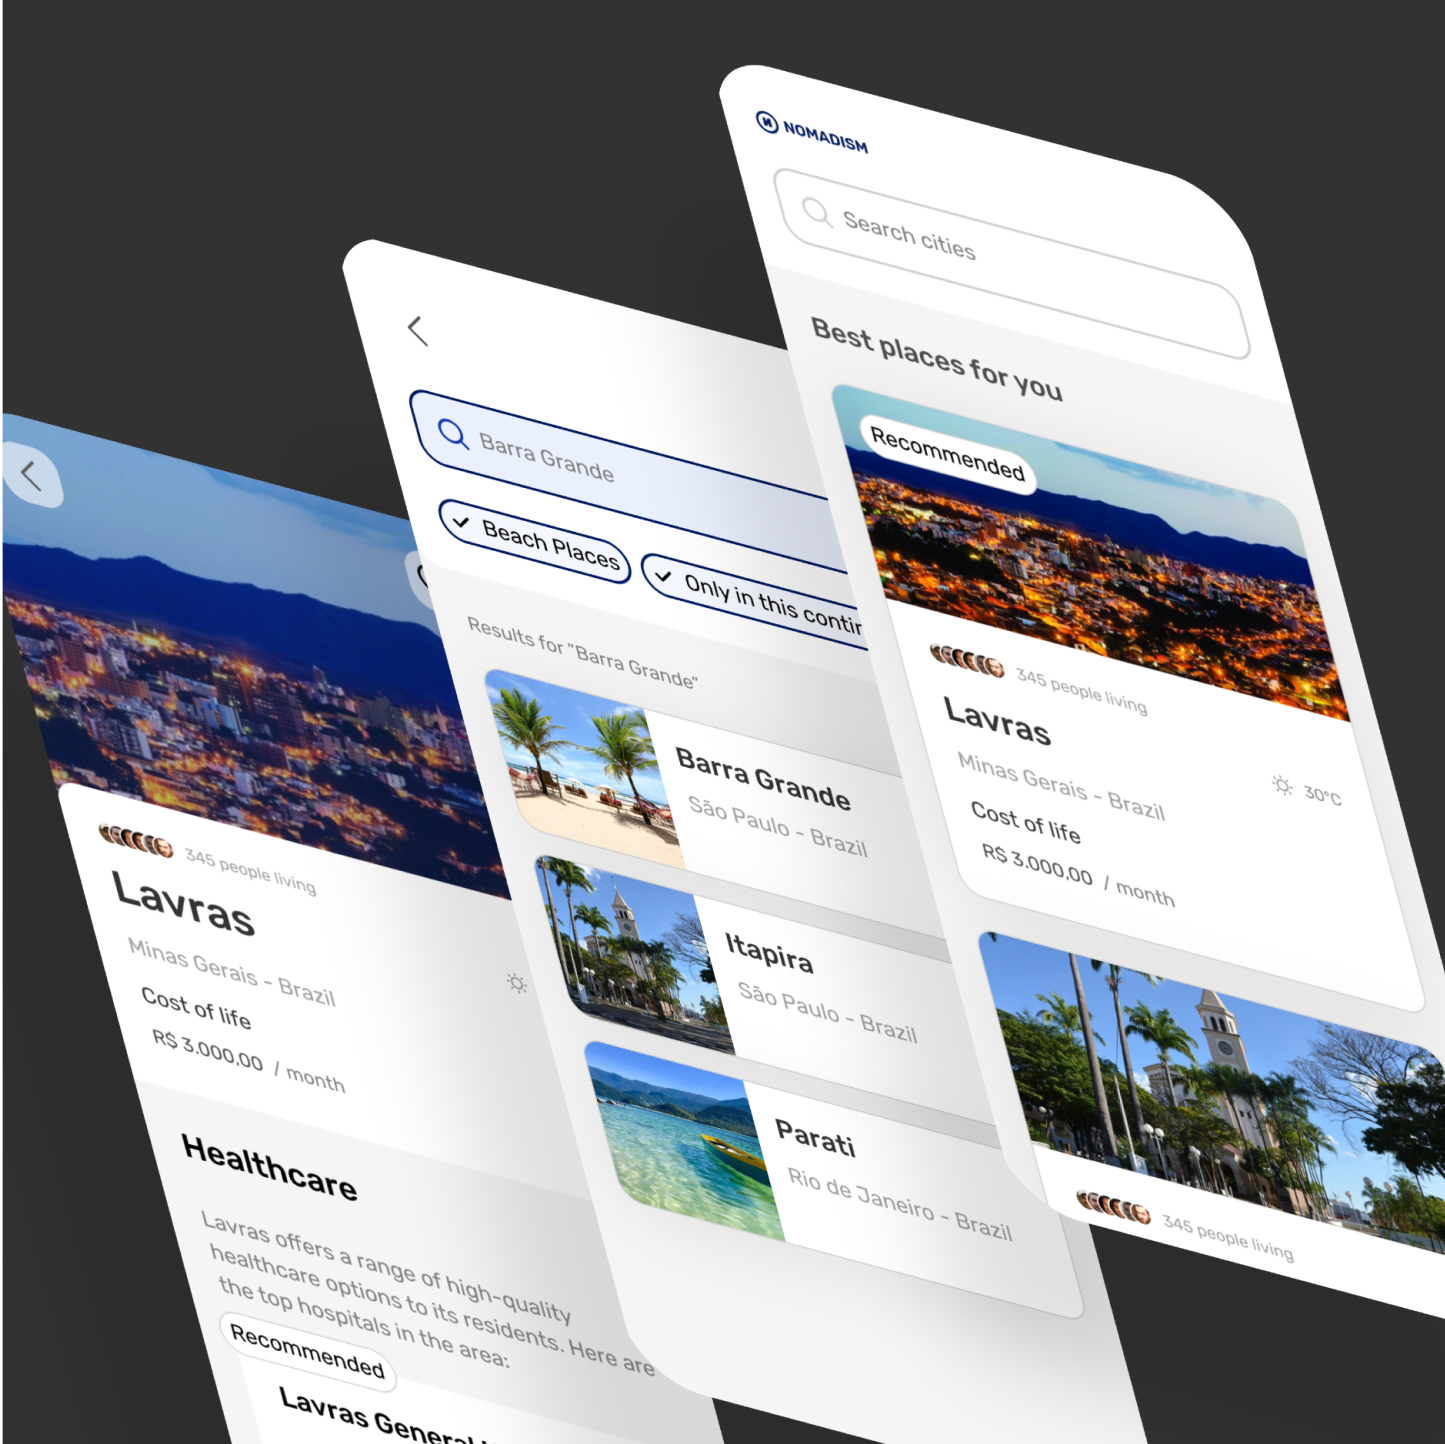 NOMADISM
Search cities
Best places for you
Recommended
345 people living
Lavras
Minas Gerais - Brazil
30°C
Cost of life
R$ 3.000,00 / month
345 people living
Barra Grande
Beach Places
Only in this
Results for "Barra Grande"
Barra Grande
São Paulo - Brazil
Itapira
São Paulo - Brazil
Parati
Rio de Janeiro - Brazil
345 people living
Lavras
Minas Gerais - Brazil
Cost of life
R$ 3.000,00 / month
Healthcare
Lavras offers a range of high-quality
healthcare options to its residents. Here are
the top hospitals in the area:
Recommended
Lavras General